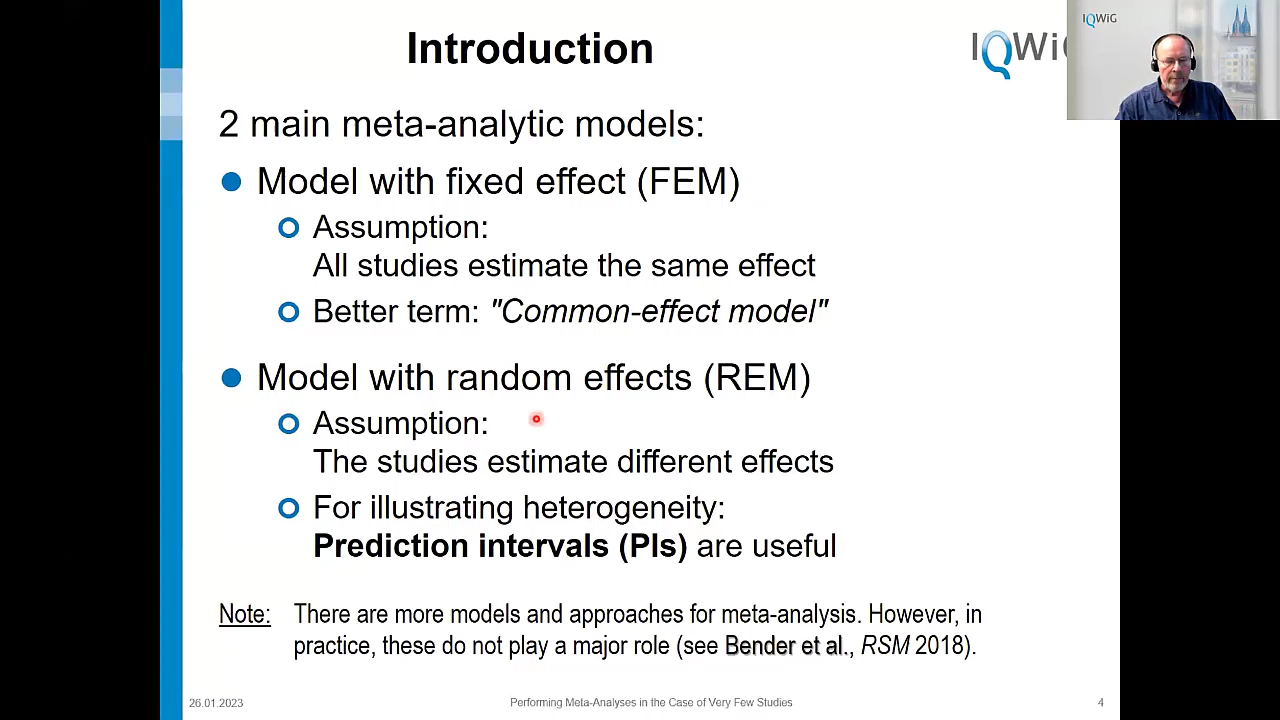 Introduction
IQWiG
IQWiG
2 main meta-analytic models:
Model with fixed effect (FEM)
Assumption:
All studies estimate the same effect
Better term: "Common-effect model"
Model with random effects (REM)
Assumption:
The studies estimate different effects
For illustrating heterogeneity:
Prediction intervals (PIs) are useful
Note: There are more models and approaches for meta-analysis. However, in
practice, these do not play a major role (see Bender et al., RSM 2018).
26.01.2023 Performing Meta-Analyses in the Case of Very Few Studies 4